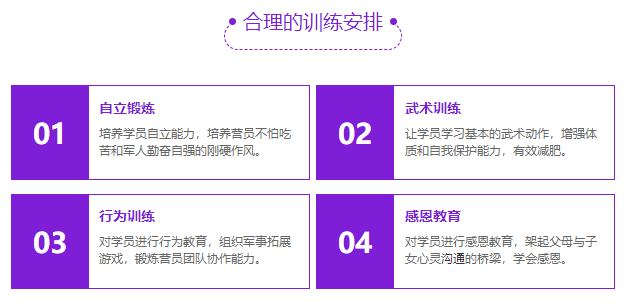 合理的训练安排
01
自立锻炼
培养学员自立能力，培养营员不怕吃
苦和军人勤奋自强的刚硬作风。
02
武术训练
让学员学习基本的武术动作，增强体
质和自我保护能力，有效减肥。
03
行为训练
对学员进行行为教育，组织军事拓展
游戏，锻炼营员团队协作能力。
04
感恩教育
对学员进行感恩教育，架起父母与子
女心灵沟通的桥梁，学会感恩。